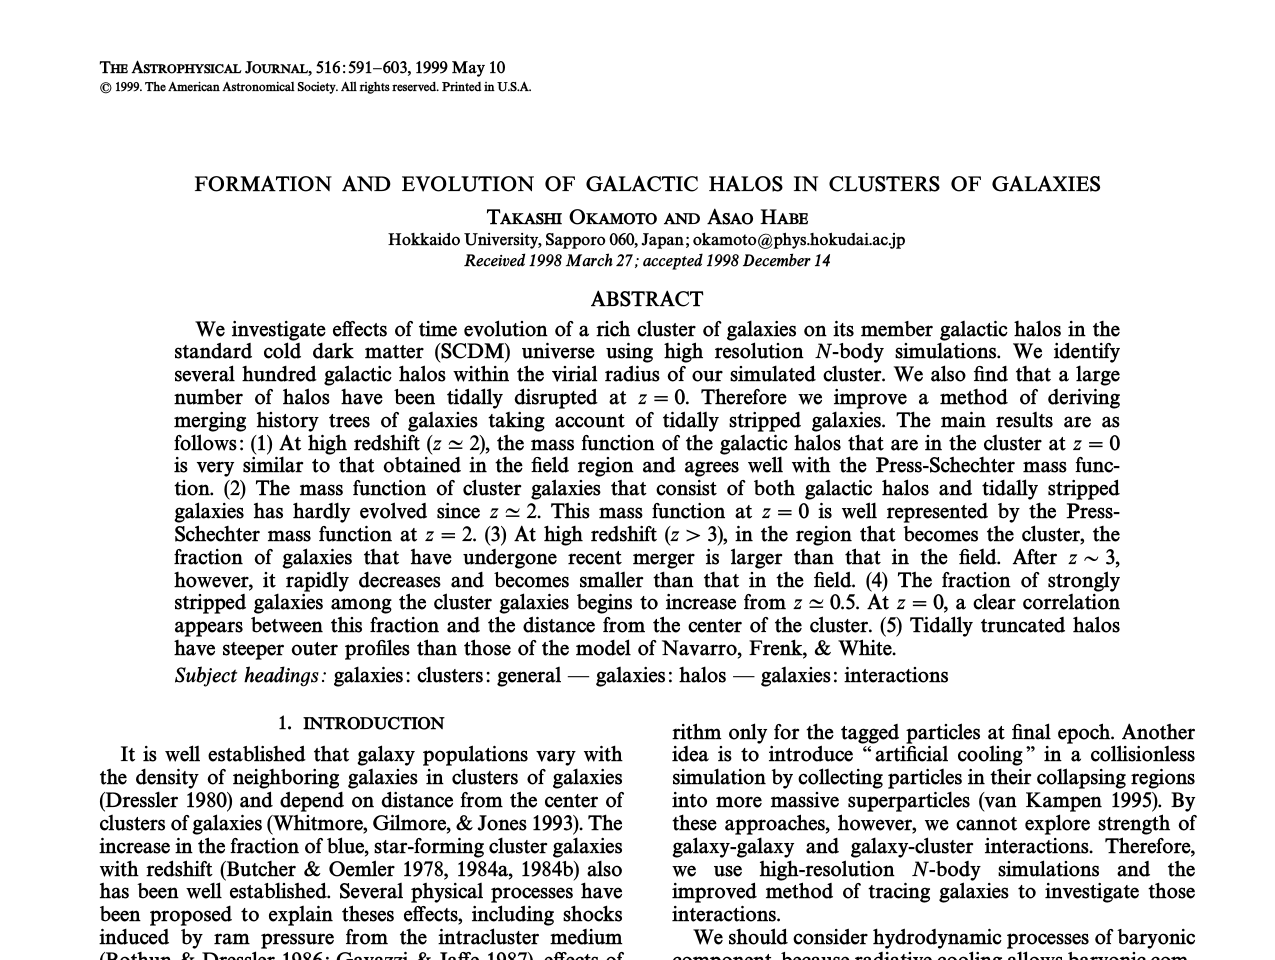 THE ASTROPHYSICAL JOURNAL, 516:591–603, 1999 May 10
© 1999. The American Astronomical Society. All rights reserved. Printed in U.S.A.
FORMATION AND EVOLUTION OF GALACTIC HALOS IN CLUSTERS OF GALAXIES
TAKASHI OKAMOTO AND ASAO HABE
Hokkaido University, Sapporo 060, Japan; okamoto@phys.hokudai.ac.jp
Received 1998 March 27; accepted 1998 December 14
ABSTRACT
We investigate effects of time evolution of a rich cluster of galaxies on its member galactic halos in the
standard cold dark matter (SCDM) universe using high resolution N-body simulations. We identify
several hundred galactic halos within the virial radius of our simulated cluster. We also find that a large
number of halos have been tidally disrupted at z = 0. Therefore we improve a method of deriving
merging history trees of galaxies taking account of tidally stripped galaxies. The main results are as
follows: (1) At high redshift (z ≃ 2), the mass function of the galactic halos that are in the cluster at z = 0
is very similar to that obtained in the field region and agrees well with the Press-Schechter mass func-
tion. (2) The mass function of cluster galaxies that consist of both galactic halos and tidally stripped
galaxies has hardly evolved since z ≃ 2. This mass function at z = 0 is well represented by the Press-
Schechter mass function at z = 2. (3) At high redshift (z > 3), in the region that becomes the cluster, the
fraction of galaxies that have undergone recent merger is larger than that in the field. After z ∼ 3,
however, it rapidly decreases and becomes smaller than that in the field. (4) The fraction of strongly
stripped galaxies among the cluster galaxies begins to increase from z ≃ 0.5. At z = 0, a clear correlation
appears between this fraction and the distance from the center of the cluster. (5) Tidally truncated halos
have steeper outer profiles than those of the model of Navarro, Frenk, & White.
Subject headings: galaxies: clusters: general — galaxies: halos — galaxies: interactions
1. INTRODUCTION
It is well established that galaxy populations vary with
the density of neighboring galaxies in clusters of galaxies
(Dressler 1980) and depend on distance from the center of
clusters of galaxies (Whitmore, Gilmore, & Jones 1993). The
increase in the fraction of blue, star-forming cluster galaxies
with redshift (Butcher & Oemler 1978, 1984a, 1984b) also
has been well established. Several physical processes have
been proposed to explain theses effects, including shocks
induced by ram pressure from the intracluster medium
(Bothun & Dressler 1986; Gavazzi & Jaffe 1987), effects of
rithm only for the tagged particles at final epoch. Another
idea is to introduce “artificial cooling” in a collisionless
simulation by collecting particles in their collapsing regions
into more massive superparticles (van Kampen 1995). By
these approaches, however, we cannot explore strength of
galaxy-galaxy and galaxy-cluster interactions. Therefore,
we use high-resolution N-body simulations and the
improved method of tracing galaxies to investigate those
interactions.
We should consider hydrodynamic processes of baryonic
component, because radiative cooling allows baryonic com-